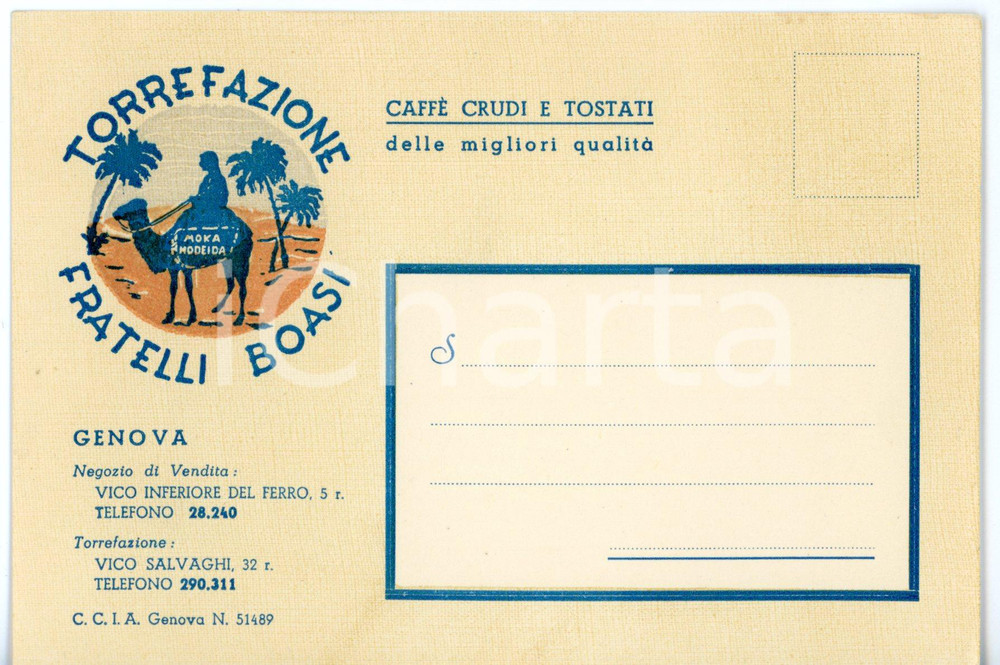 TORREFAZIONE
MOKA
HODEIDA
FRATELLI BOASI
CAFFÈ CRUDI E TOSTATI
delle migliori qualità
S
GENOVA
Negozio di Vendita :
VICO INFERIORE DEL FERRO, 5 r.
TELEFONO 28.240
Torrefazione :
VICO SALVAGHI, 32 r.
TELEFONO 290.311
C. C. I. A. Genova N. 51489
iCharta